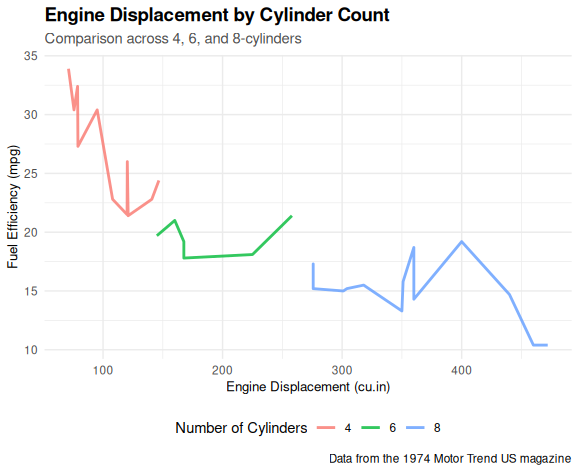 Engine Displacement by Cylinder Count
Comparison across 4, 6, and 8-cylinders
35
30
25
20
15
10
Fuel Efficiency (mpg)
100 200 300 400
Engine Displacement (cu.in)
Number of Cylinders 4 6 8
Data from the 1974 Motor Trend US magazine